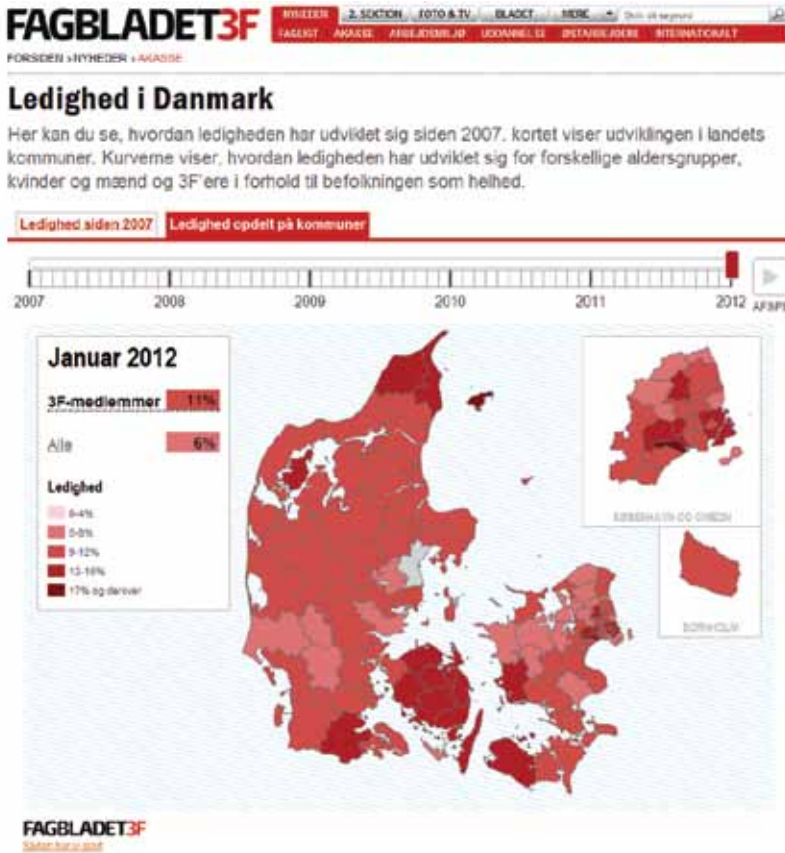 FAGBLADET3F
NYHEDER 2. SEKTION FOTO & TV BLADET MERE
FAGLIGT AKASSE ARBEJDSMILJØ UDDANNELSE ØSTARBEJDERE INTERNATIONALT
FORSIDEN › NYHEDER › AKASSE
Ledighed i Danmark
Her kan du se, hvordan ledigheden har udviklet sig siden 2007. kortet viser udviklingen i landets
kommuner. Kurverne viser, hvordan ledigheden har udviklet sig for forskellige aldersgrupper,
kvinder og mænd og 3F'ere i forhold til befolkningen som helhed.
Ledighed siden 2007 Ledighed opdelt på kommuner
2007 2008 2009 2010 2011 2012
Januar 2012
3F-medlemmer 11%
Alle 6%
Ledighed
0-4%
5-8%
9-12%
13-16%
17% og derover
KØBENHAVN OG OMEGN
BORNHOLM
FAGBLADET3F